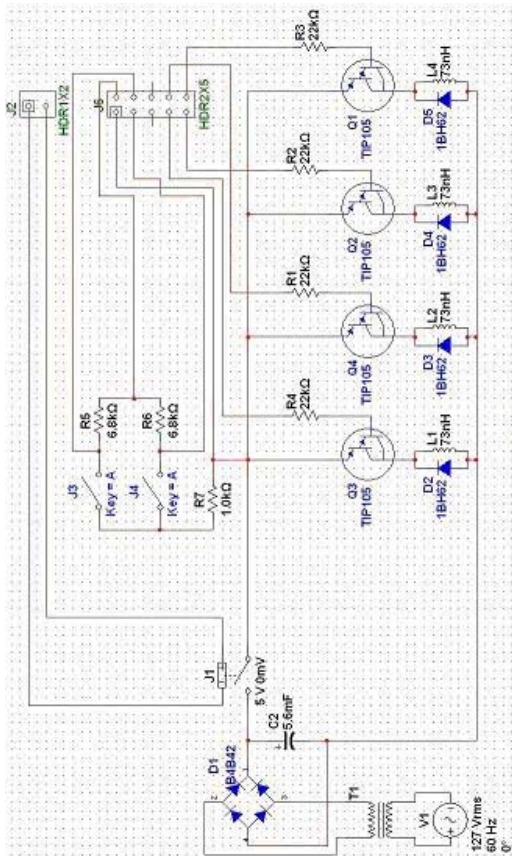 V1
127 Vrms
60 Hz
0°
T1
D1
B4B42
2
3
C2
5.6mF
J1
5 V 0mV
J2
HDR1X2
J3
Key = A
J4
Key = A
R5
6.8kΩ
R6
6.8kΩ
R7
1.0kΩ
HDR2X5
R4
22kΩ
R1
22kΩ
R2
22kΩ
R3
22kΩ
Q3
TIP105
Q4
TIP105
Q2
TIP105
Q1
TIP105
D2
1BH62
L1
73nH
D3
1BH62
L2
73nH
D4
1BH62
L3
73nH
D5
1BH62
L4
73nH